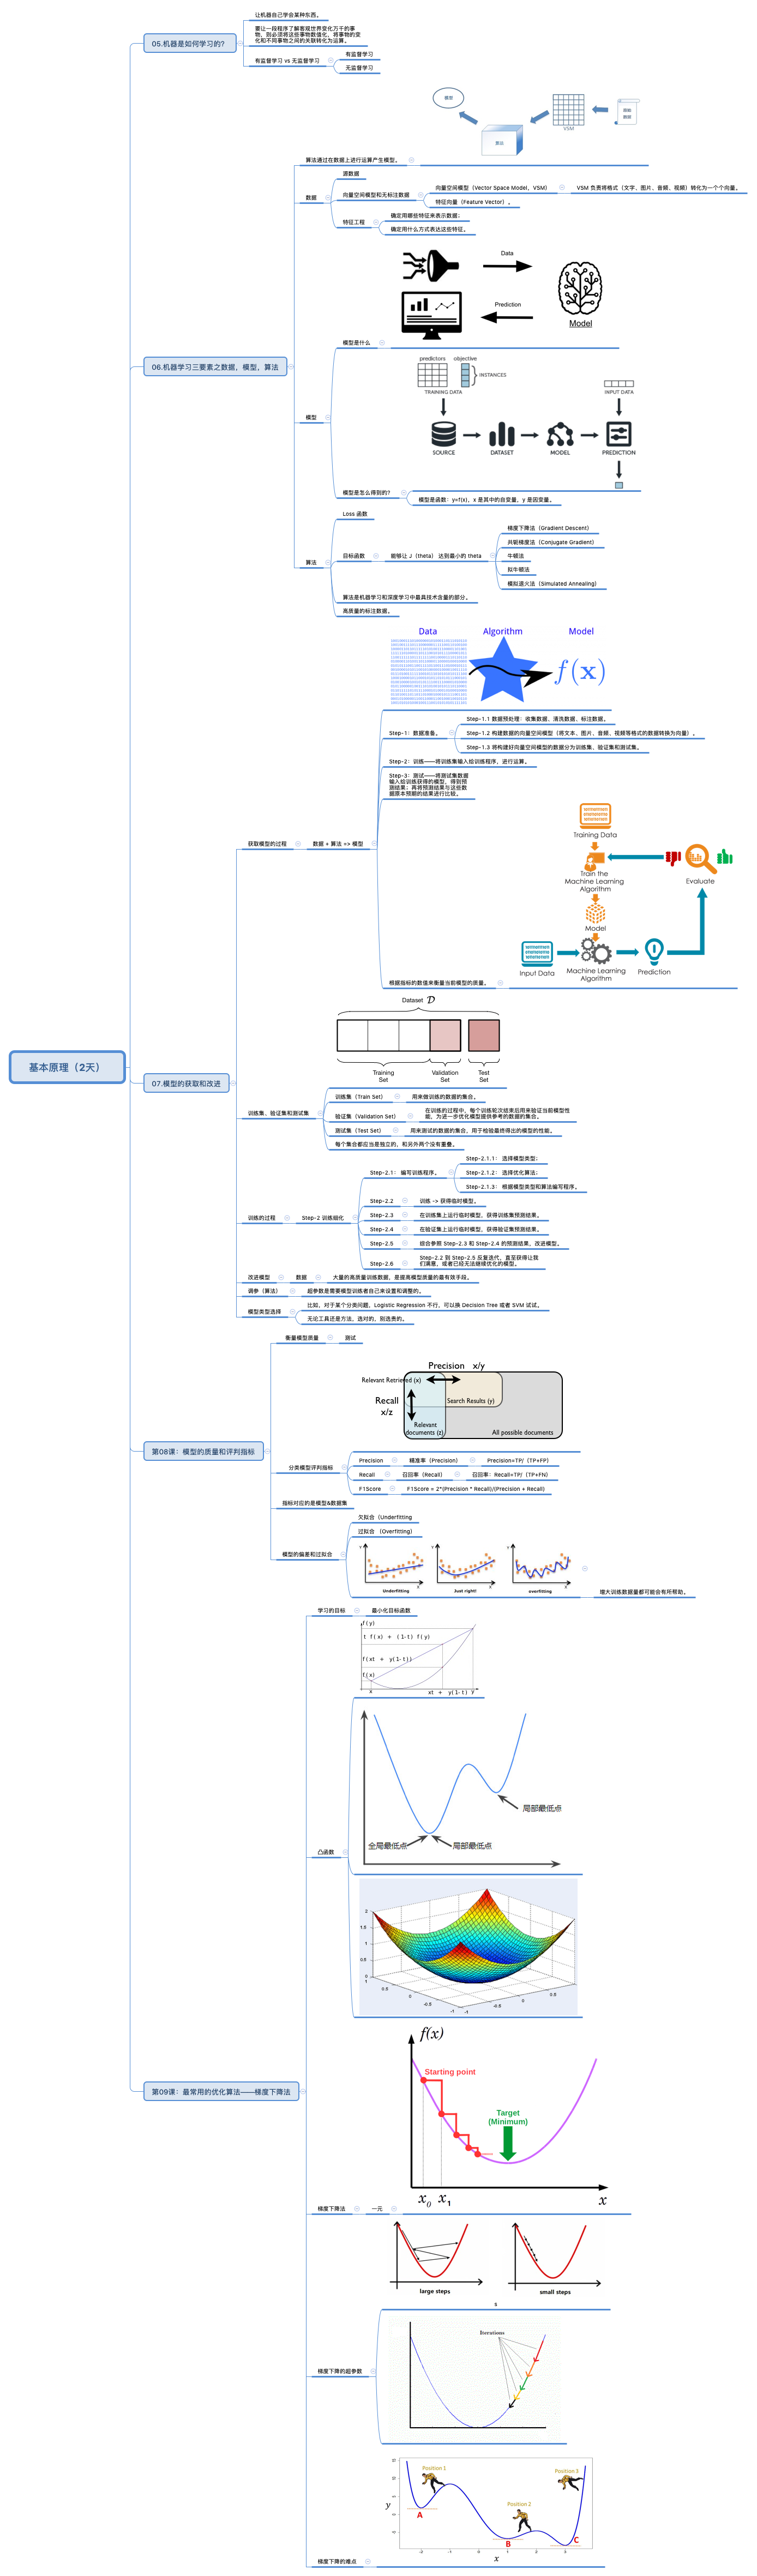 基本原理（2天）
05.机器是如何学习的?
让机器自己学会某种东西。
要让一段程序了解客观世界变化万千的事
物，则必须将这些事物数值化，将事物的变
化和不同事物之间的关联转化为运算。
有监督学习 vs 无监督学习
有监督学习
无监督学习
06.机器学习三要素之数据，模型，算法
模型
算法
VSM
源数据
算法通过在数据上进行运算产生模型。
数据
源数据
向量空间模型和无标注数据
向量空间模型（Vector Space Model，VSM）
VSM 负责将格式（文字、图片、音频、视频）转化为一个个向量。
特征向量（Feature Vector）。
特征工程
确定用哪些特征来表示数据；
确定用什么方式表达这些特征。
模型
Data
Prediction
Model
模型是什么
predictors objective
INSTANCES
TRAINING DATA
INPUT DATA
SOURCE
DATASET
MODEL
PREDICTION
模型是怎么得到的?
模型是函数：y=f(x)，x 是其中的自变量，y 是因变量。
算法
Loss 函数
目标函数
能够让 J（theta） 达到最小的 theta
梯度下降法（Gradient Descent）
共轭梯度法（Conjugate Gradient）
牛顿法
拟牛顿法
模拟退火法（Simulated Annealing）
算法是机器学习和深度学习中最具技术含量的部分。
高质量的标注数据。
07.模型的获取和改进
获取模型的过程
数据 + 算法 => 模型
Data
Algorithm
Model
f(x)
Step-1：数据准备。
Step-1.1 数据预处理：收集数据、清洗数据、标注数据。
Step-1.2 构建数据的向量空间模型（将文本、图片、音频、视频等格式的数据转换为向量）。
Step-1.3 将构建好向量空间模型的数据分为训练集、验证集和测试集。
Step-2：训练——将训练集输入给训练程序，进行运算。
Step-3：测试——将测试集数据
输入给训练获得的模型，得到预
测结果；再将预测结果与这些数
据原本预期的结果进行比较。
Training Data
Train the
Machine Learning
Algorithm
Evaluate
Model
Input Data
Machine Learning
Algorithm
Prediction
根据指标的数值来衡量当前模型的质量。
训练集、验证集和测试集
Dataset D
Training
Set
Validation
Set
Test
Set
训练集（Train Set）
用来做训练的数据的集合。
验证集（Validation Set）
在训练的过程中，每个训练轮次结束后用来验证当前模型性
能，为进一步优化模型提供参考的数据的集合。
测试集（Test Set）
用来测试的数据的集合，用于检验最终得出的模型的性能。
每个集合都应当是独立的，和另外两个没有重叠。
训练的过程
Step-2 训练细化
Step-2.1： 编写训练程序。
Step-2.1.1： 选择模型类型；
Step-2.1.2： 选择优化算法；
Step-2.1.3： 根据模型类型和算法编写程序。
Step-2.2
训练 -> 获得临时模型。
Step-2.3
在训练集上运行临时模型，获得训练集预测结果。
Step-2.4
在验证集上运行临时模型，获得验证集预测结果。
Step-2.5
综合参照 Step-2.3 和 Step-2.4 的预测结果，改进模型。
Step-2.6
Step-2.2 到 Step-2.5 反复迭代，直至获得让我
们满意，或者已经无法继续优化的模型。
改进模型
数据
大量的高质量训练数据，是提高模型质量的最有效手段。
调参（算法）
超参数是需要模型训练者自己来设置和调整的。
模型类型选择
比如，对于某个分类问题，Logistic Regression 不行，可以换 Decision Tree 或者 SVM 试试。
无论工具还是方法，选对的，别选贵的。
第08课：模型的质量和评判指标
衡量模型质量
测试
分类模型评判指标
Precision x/y
Relevant Retrieved (x)
Recall
x/z
Search Results (y)
Relevant
documents (z)
All possible documents
Precision
精准率（Precision）
Precision=TP/（TP+FP）
Recall
召回率（Recall）
召回率：Recall=TP/（TP+FN）
F1Score
F1Score = 2*(Precision * Recall)/(Precision + Recall)
指标对应的是模型&数据集
模型的偏差和过拟合
欠拟合（Underfitting
过拟合 （Overfitting）
Y
X
Underfitting
Y
X
Just right!
Y
X
overfitting
增大训练数据量都可能会有所帮助。
第09课：最常用的优化算法——梯度下降法
学习的目标
最小化目标函数
凸函数
f(y)
t f(x) + (1-t) f(y)
f(xt + y(1-t))
f(x)
x
xt + y(1-t) y
局部最低点
全局最低点
局部最低点
2
1.5
1
0.5
0
1
0.5
0
-0.5
-1
-1
-0.5
0
0.5
梯度下降法
一元
f(x)
Starting point
Target
(Minimum)
x0 x1
x
梯度下降的超参数
large steps
small steps
s
Iterations
梯度下降的难点
Position 1
Position 2
Position 3
A
B
C
y
x
-2 -1 0 1 2 3